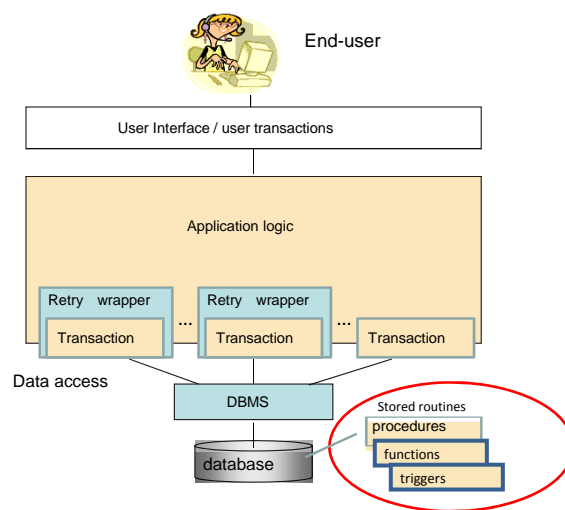 End-user
User Interface / user transactions
Application logic
Retry wrapper
Retry wrapper
Transaction
...
Transaction
...
Transaction
Data access
DBMS
Stored routines
procedures
database
functions
triggers